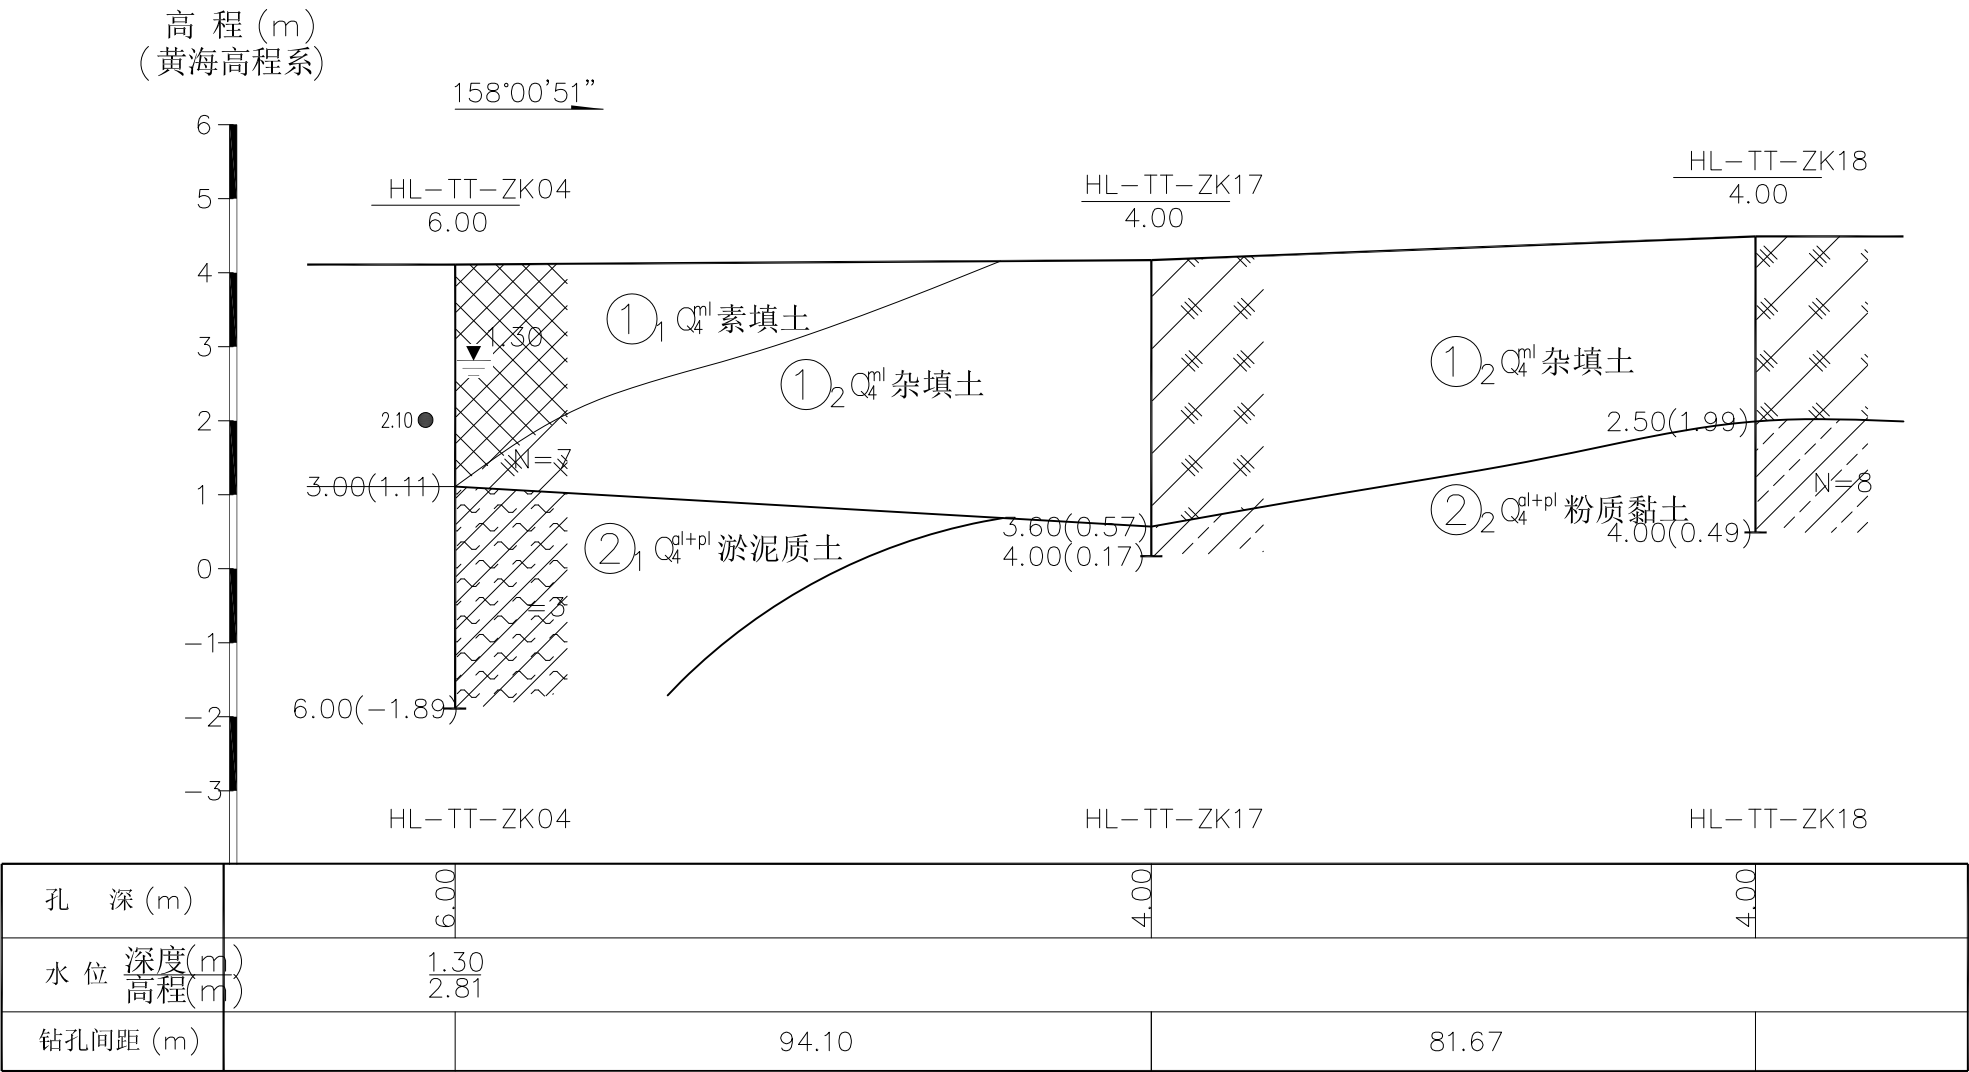 高 程 (m)
(黄海高程系)
158°00'51"
6
5
4
3
2
1
0
-1
-2
-3
HL-TT-ZK04
6.00
HL-TT-ZK17
4.00
HL-TT-ZK18
4.00
1.30
①1 Q4ml 素填土
①2 Q4ml 杂填土
①2 Q4ml 杂填土
2.10
2.50(1.99)
N=7
3.00(1.11)
N=8
②2 Q4al+pl 粉质黏土
3.60(0.57)
4.00(0.49)
②1 Q4al+pl 淤泥质土
4.00(0.17)
=3
6.00(-1.89)
HL-TT-ZK04
HL-TT-ZK17
HL-TT-ZK18
孔 深 (m)
6.00
4.00
4.00
水 位 深度(m)
高程(m)
1.30
2.81
钻孔间距 (m)
94.10
81.67